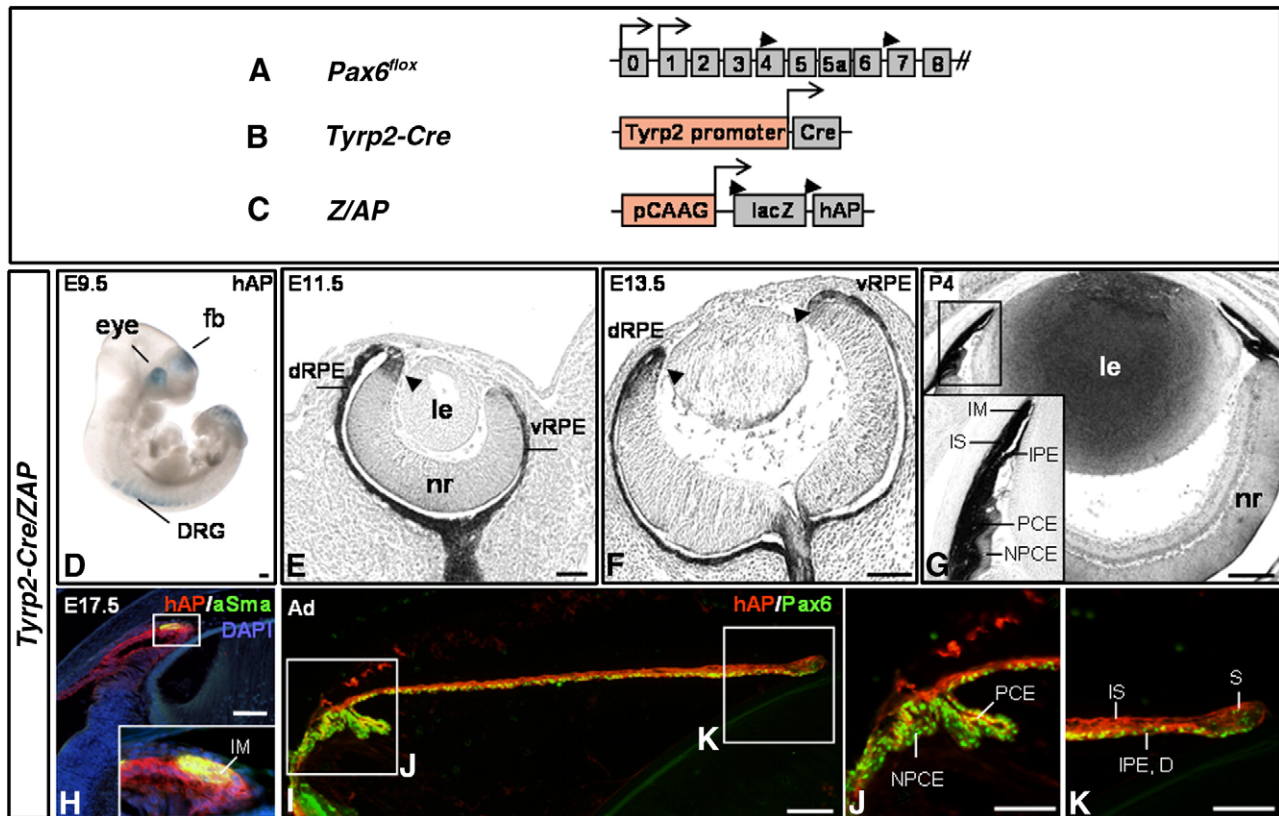 A Pax6flox 0 1 2 3 4 5 5a 6 7 8 //
B Tyrp2-Cre Tyrp2 promoter Cre
C Z/AP pCAAG lacZ hAP
Tyrp2-Cre/ZAP
E9.5 hAP
eye
fb
DRG
D
E11.5
dRPE
le
vRPE
nr
E
E13.5 vRPE
dRPE
F
P4
le
IM
IS
IPE
PCE
NPCE
nr
G
E17.5 hAP/aSma
DAPI
IM
H
Ad hAP/Pax6
K
J
I
PCE
NPCE
J
IS
S
IPE, D
K